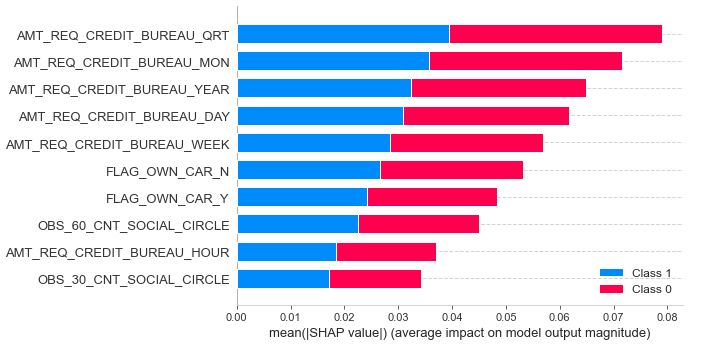 AMT_REQ_CREDIT_BUREAU_QRT
AMT_REQ_CREDIT_BUREAU_MON
AMT_REQ_CREDIT_BUREAU_YEAR
AMT_REQ_CREDIT_BUREAU_DAY
AMT_REQ_CREDIT_BUREAU_WEEK
FLAG_OWN_CAR_N
FLAG_OWN_CAR_Y
OBS_60_CNT_SOCIAL_CIRCLE
AMT_REQ_CREDIT_BUREAU_HOUR
OBS_30_CNT_SOCIAL_CIRCLE
Class 1
Class 0
0.00 0.01 0.02 0.03 0.04 0.05 0.06 0.07 0.08
mean(|SHAP value|) (average impact on model output magnitude)